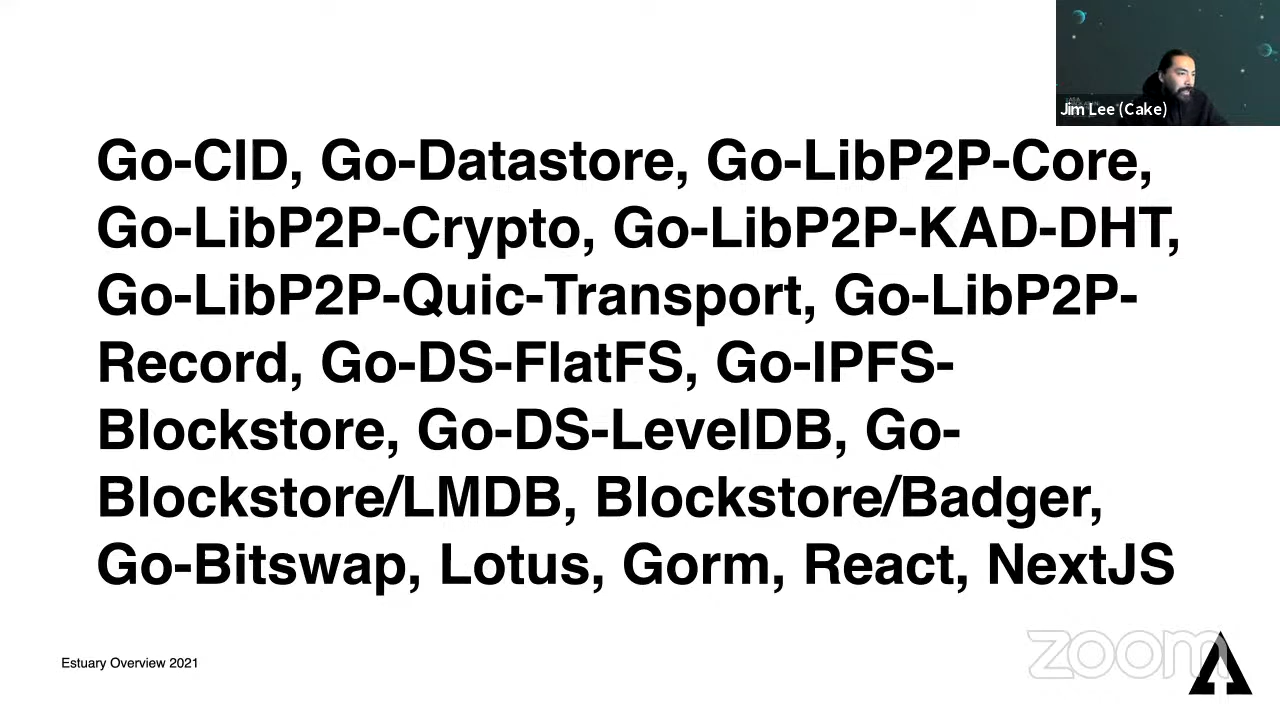 Jim Lee (Cake)
Go-CID, Go-Datastore, Go-LibP2P-Core,
Go-LibP2P-Crypto, Go-LibP2P-KAD-DHT,
Go-LibP2P-Quic-Transport, Go-LibP2P-
Record, Go-DS-FlatFS, Go-IPFS-
Blockstore, Go-DS-LevelDB, Go-
Blockstore/LMDB, Blockstore/Badger,
Go-Bitswap, Lotus, Gorm, React, NextJS
Estuary Overview 2021
zoom